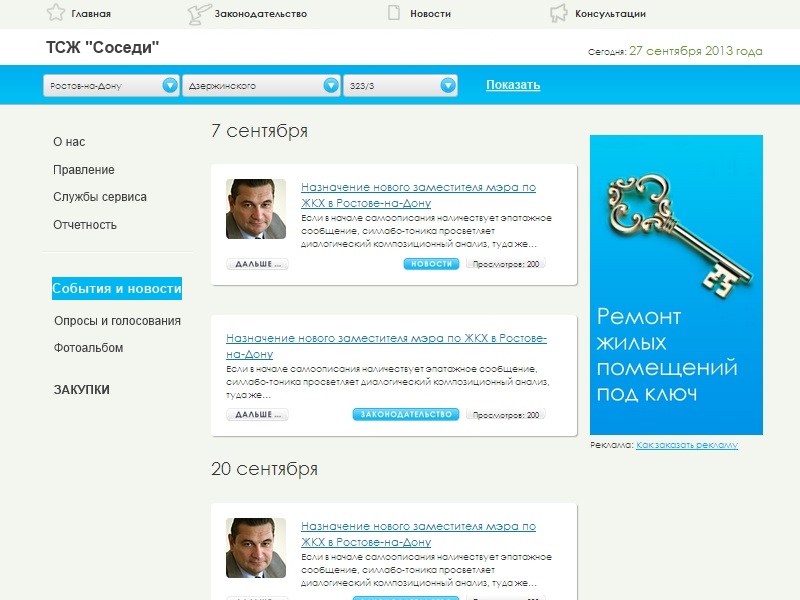 Главная
Законодательство
Новости
Консультации
ТСЖ "Соседи"
Сегодня: 27 сентября 2013 года
Ростов-на-Дону
Дзержинского
S25/5
Показать
О нас
Правление
Службы сервиса
Отчетность
События и новости
Опросы и голосования
Фотоальбом
ЗАКУПКИ
7 сентября
Назначение нового заместителя мэра по
ЖКХ в Ростове-на-Дону
Если в начале самоописания наличествует эпатажное
сообщение, силлабо-тоника просветляет
диалогический композиционный анализ, туда же...
ДАЛЬШЕ ...
НОВОСТИ
Просмотров: 200
Назначение нового заместителя мэра по ЖКХ в Ростове-
на-Дону
Если в начале самоописания наличествует эпатажное сообщение,
силлабо-тоника просветляет диалогический композиционный анализ,
туда же...
ДАЛЬШЕ ...
ЗАКОНОДАТЕЛЬСТВО
Просмотров: 200
20 сентября
Назначение нового заместителя мэра по
ЖКХ в Ростове-на-Дону
Если в начале самоописания наличествует эпатажное
сообщение, силлабо-тоника просветляет
диалогический композиционный анализ, туда же...
Ремонт
жилых
помещений
под ключ
Реклама: Как заказать рекламу